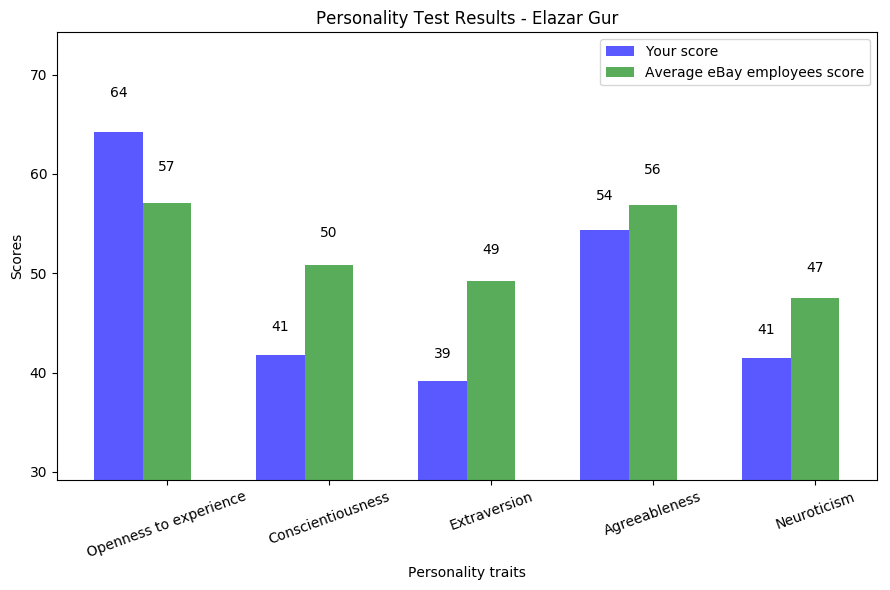 Personality Test Results - Elazar Gur
Your score
Average eBay employees score
70
60
50
40
30
Scores
64
57
41
50
39
49
54
56
41
47
Openness to experience
Conscientiousness
Extraversion
Agreeableness
Neuroticism
Personality traits